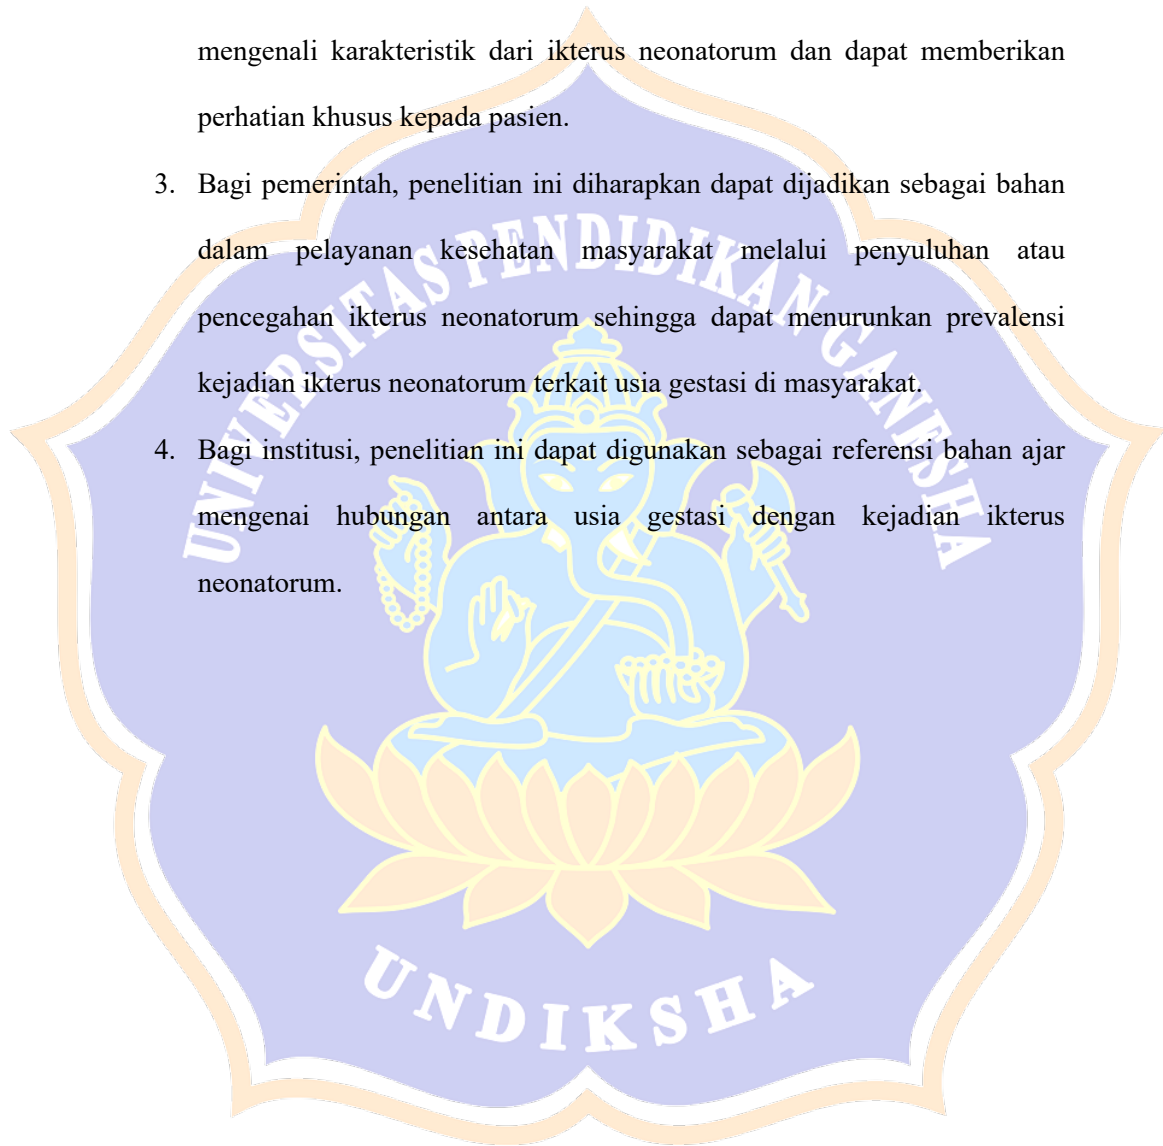 mengenali karakteristik dari ikterus neonatorum dan dapat memberikan
perhatian khusus kepada pasien.
3. Bagi pemerintah, penelitian ini diharapkan dapat dijadikan sebagai bahan
dalam pelayanan kesehatan masyarakat melalui penyuluhan atau
pencegahan ikterus neonatorum sehingga dapat menurunkan prevalensi
kejadian ikterus neonatorum terkait usia gestasi di masyarakat.
4. Bagi institusi, penelitian ini dapat digunakan sebagai referensi bahan ajar
mengenai hubungan antara usia gestasi dengan kejadian ikterus
neonatorum.
UNIVERSITAS PENDIDIKAN GANESHA
UNDIKSHA